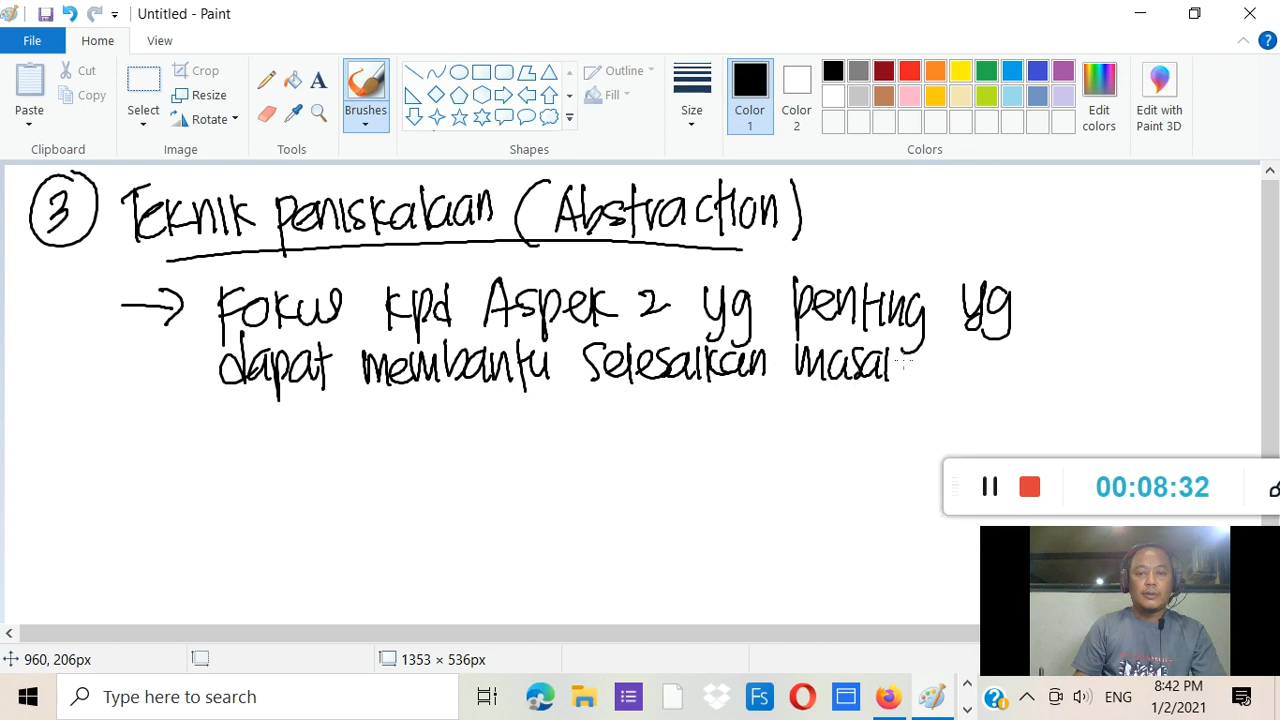 Untitled - Paint
File Home View
Paste Cut Copy Clipboard
Select Crop Resize Rotate Image
Tools
Brushes
Outline Fill Shapes
Size
Color 1 Color 2 Edit colors Edit with Paint 3D Colors
3 Teknik peniskalaan (Abstraction)
→ Fokus kpd Aspek 2 yg penting yg
dapat membantu selesaikan masal
00:08:32
960, 206px 1353 × 536px
Type here to search
Fs
ENG
8:42 PM
1/2/2021